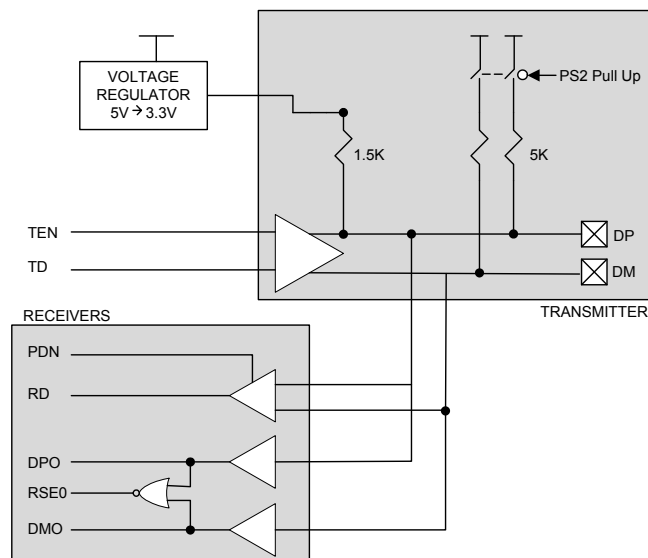 VOLTAGE
REGULATOR
5V → 3.3V
PS2 Pull Up
1.5K
5K
TEN
TD
DP
DM
TRANSMITTER
RECEIVERS
PDN
RD
DPO
RSE0
DMO